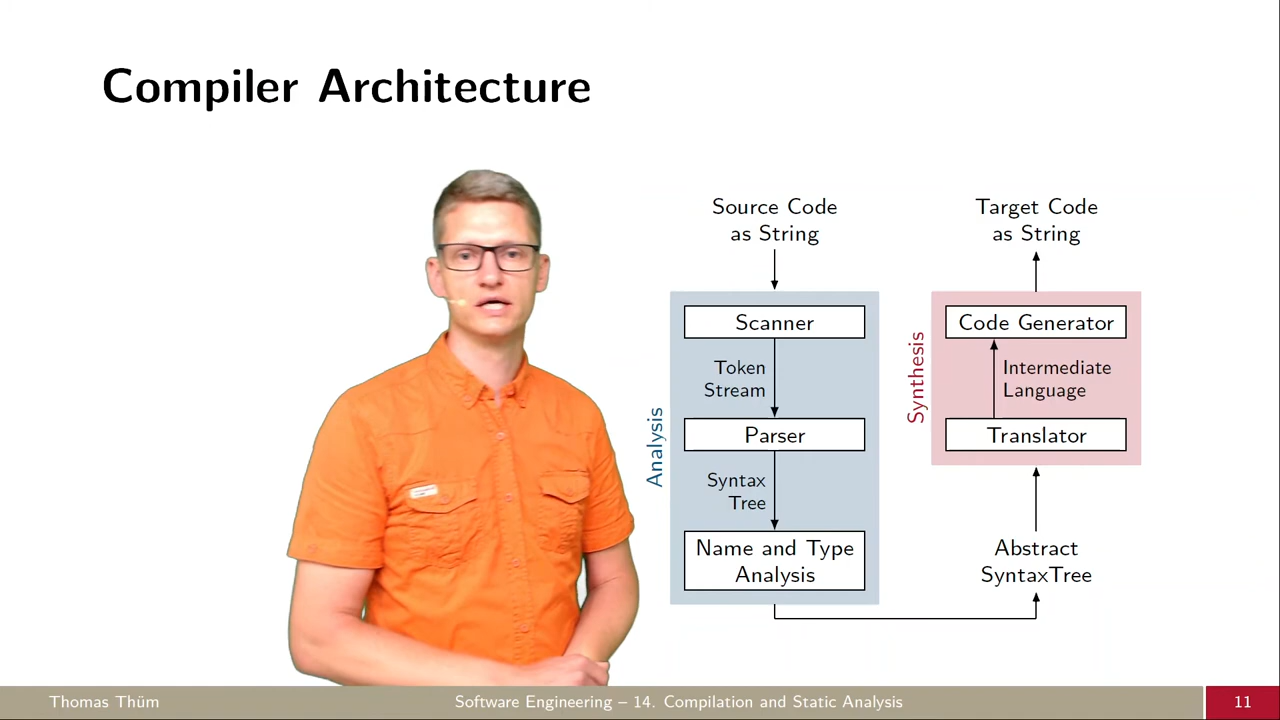 Compiler Architecture
Source Code
as String
Scanner
Token
Stream
Parser
Syntax
Tree
Name and Type
Analysis
Analysis
Target Code
as String
Code Generator
Intermediate
Language
Translator
Synthesis
Abstract
SyntaxTree
Thomas Thüm
Software Engineering – 14. Compilation and Static Analysis
11